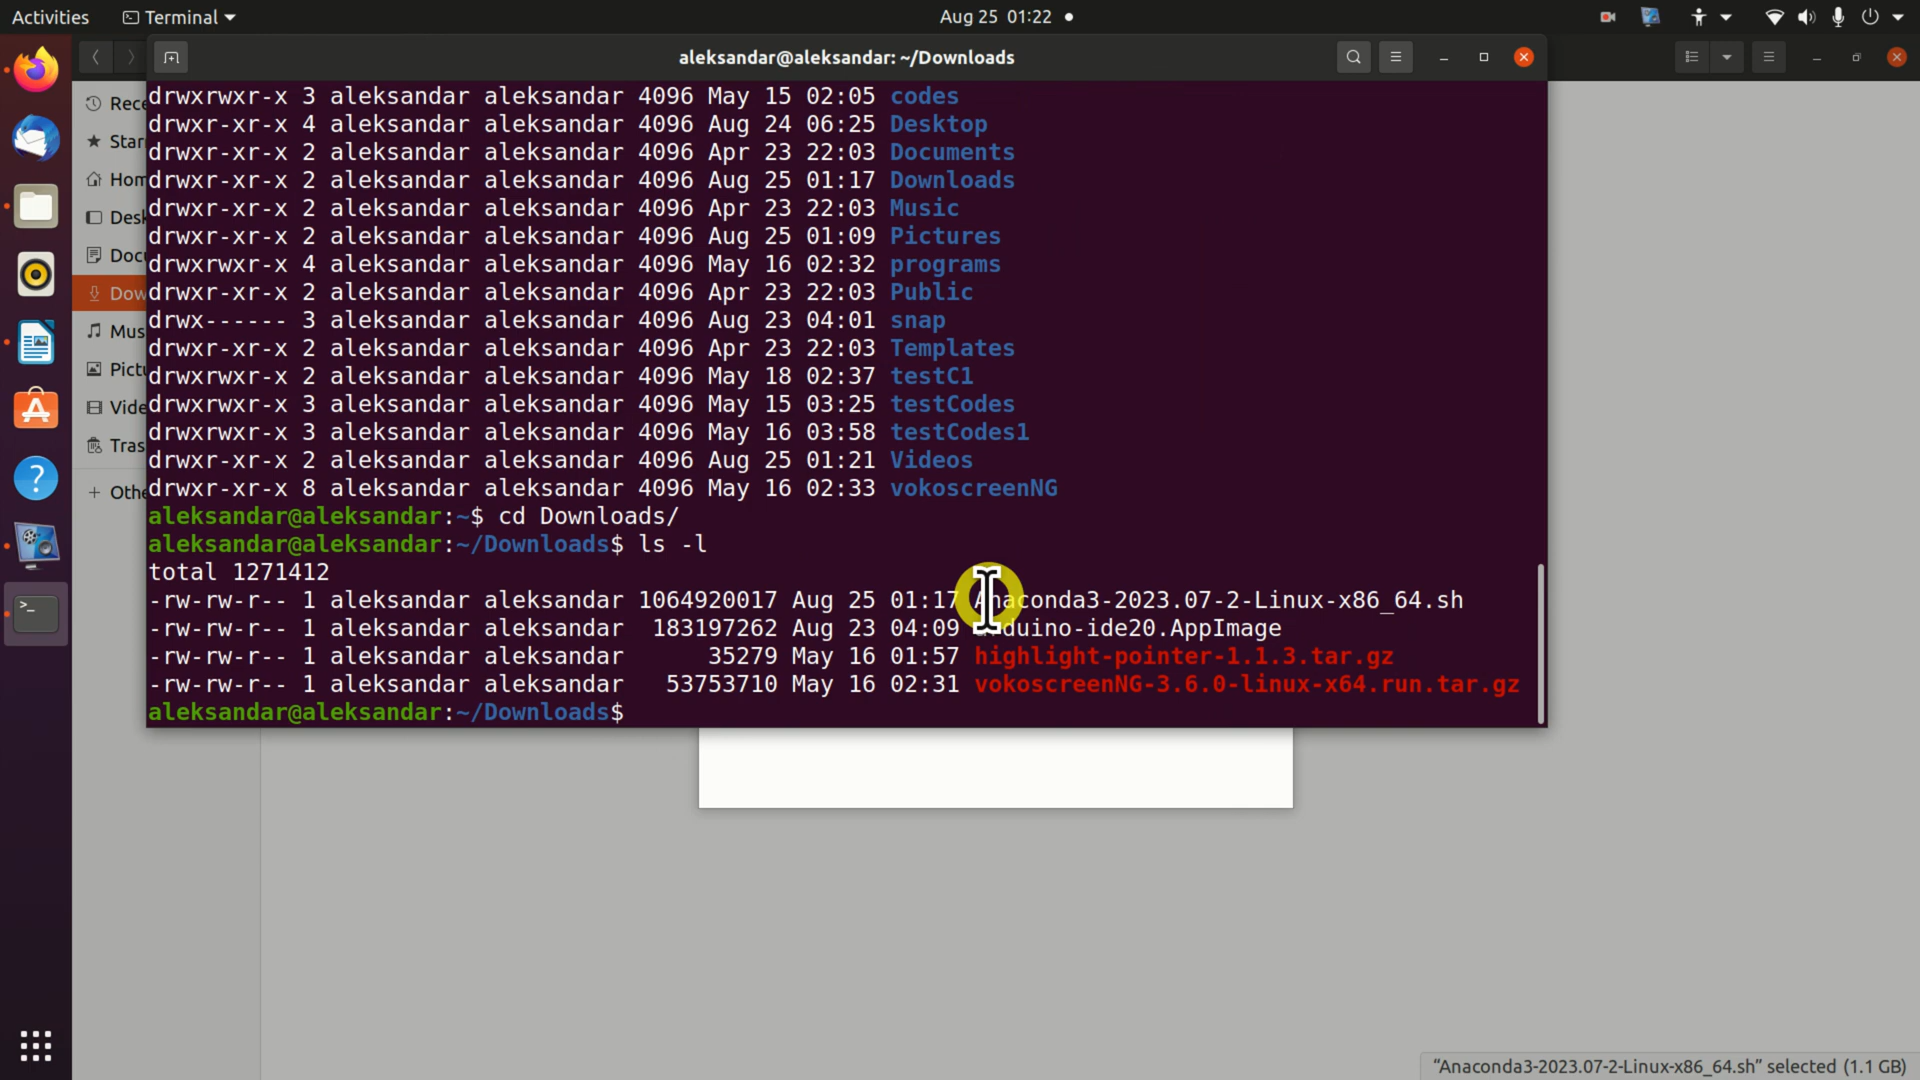 Activities
Terminal
Aug 25 01:22
aleksandar@aleksandar: ~/Downloads
Rece
Star
Hom
Desk
Docu
Dow
Mus
Pictu
Vide
Tras
+ Othe
drwxrwxr-x 3 aleksandar aleksandar 4096 May 15 02:05 codes
drwxr-xr-x 4 aleksandar aleksandar 4096 Aug 24 06:25 Desktop
drwxr-xr-x 2 aleksandar aleksandar 4096 Apr 23 22:03 Documents
drwxr-xr-x 2 aleksandar aleksandar 4096 Aug 25 01:17 Downloads
drwxr-xr-x 2 aleksandar aleksandar 4096 Apr 23 22:03 Music
drwxr-xr-x 2 aleksandar aleksandar 4096 Aug 25 01:09 Pictures
drwxrwxr-x 4 aleksandar aleksandar 4096 May 16 02:32 programs
drwxr-xr-x 2 aleksandar aleksandar 4096 Apr 23 22:03 Public
drwx------ 3 aleksandar aleksandar 4096 Aug 23 04:01 snap
drwxr-xr-x 2 aleksandar aleksandar 4096 Apr 23 22:03 Templates
drwxrwxr-x 2 aleksandar aleksandar 4096 May 18 02:37 testC1
drwxrwxr-x 3 aleksandar aleksandar 4096 May 15 03:25 testCodes
drwxrwxr-x 3 aleksandar aleksandar 4096 May 16 03:58 testCodes1
drwxr-xr-x 2 aleksandar aleksandar 4096 Aug 25 01:21 Videos
drwxr-xr-x 8 aleksandar aleksandar 4096 May 16 02:33 vokoscreenNG
aleksandar@aleksandar:~$ cd Downloads/
aleksandar@aleksandar:~/Downloads$ ls -l
total 1271412
-rw-rw-r-- 1 aleksandar aleksandar 1064920017 Aug 25 01:17 Anaconda3-2023.07-2-Linux-x86_64.sh
-rw-rw-r-- 1 aleksandar aleksandar 183197262 Aug 23 04:09 arduino-ide20.AppImage
-rw-rw-r-- 1 aleksandar aleksandar 35279 May 16 01:57 highlight-pointer-1.1.3.tar.gz
-rw-rw-r-- 1 aleksandar aleksandar 53753710 May 16 02:31 vokoscreenNG-3.6.0-linux-x64.run.tar.gz
aleksandar@aleksandar:~/Downloads$
"Anaconda3-2023.07-2-Linux-x86_64.sh" selected (1.1 GB)